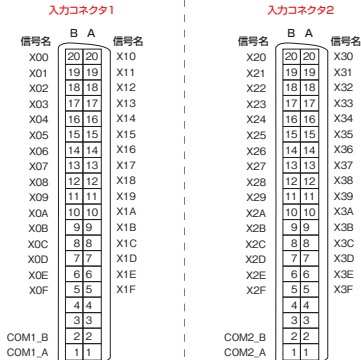 入力コネクタ1 入力コネクタ2
B A B A
信号名 信号名 信号名 信号名
X00 20 20 X10 X20 20 20 X30
X01 19 19 X11 X21 19 19 X31
X02 18 18 X12 X22 18 18 X32
X03 17 17 X13 X23 17 17 X33
X04 16 16 X14 X24 16 16 X34
X05 15 15 X15 X25 15 15 X35
X06 14 14 X16 X26 14 14 X36
X07 13 13 X17 X27 13 13 X37
X08 12 12 X18 X28 12 12 X38
X09 11 11 X19 X29 11 11 X39
X0A 10 10 X1A X2A 10 10 X3A
X0B 9 9 X1B X2B 9 9 X3B
X0C 8 8 X1C X2C 8 8 X3C
X0D 7 7 X1D X2D 7 7 X3D
X0E 6 6 X1E X2E 6 6 X3E
X0F 5 5 X1F X2F 5 5 X3F
4 4 4 4
3 3 3 3
COM1_B 2 2 COM2_B 2 2
COM1_A 1 1 COM2_A 1 1